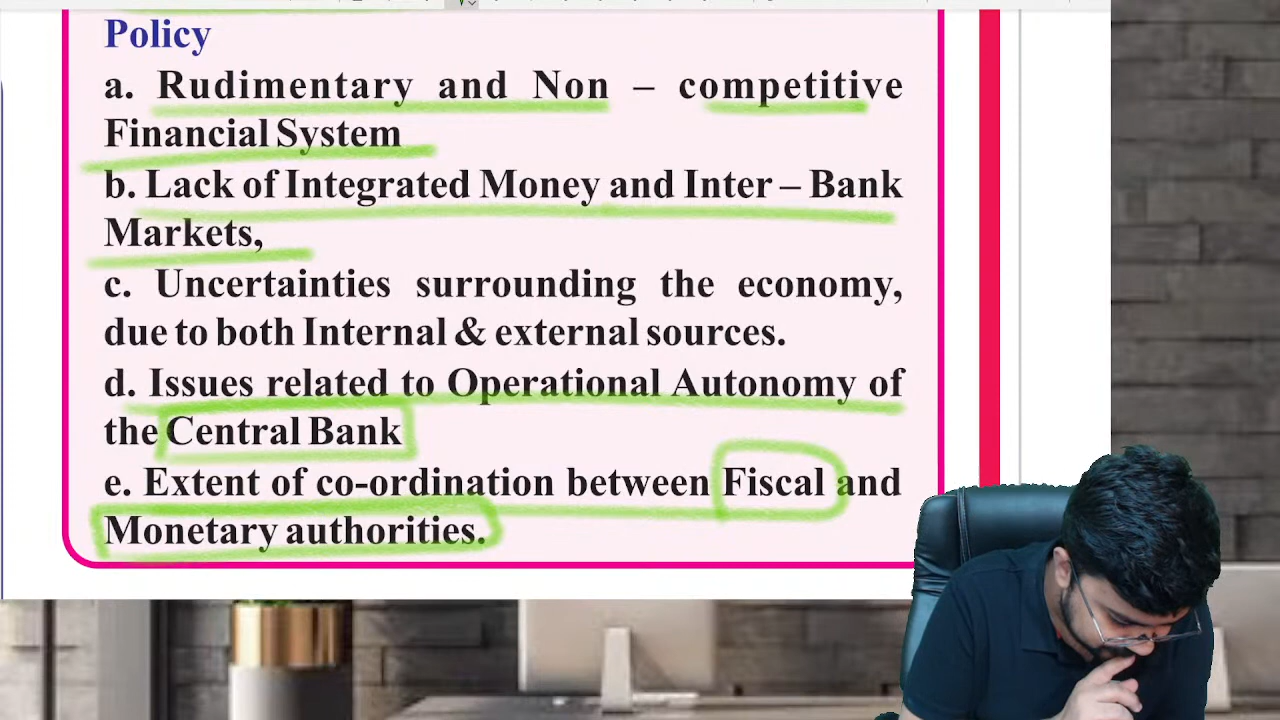 Policy
a. Rudimentary and Non – competitive
Financial System
b. Lack of Integrated Money and Inter – Bank
Markets,
c. Uncertainties surrounding the economy,
due to both Internal & external sources.
d. Issues related to Operational Autonomy of
the Central Bank
e. Extent of co-ordination between Fiscal and
Monetary authorities.